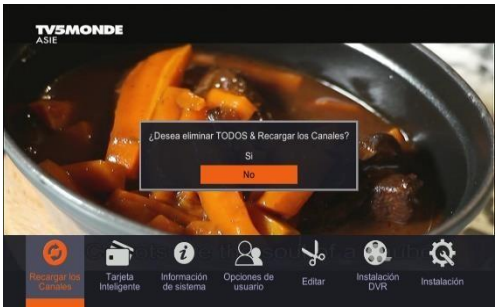 TV5MONDE
ASIE
¿Desea eliminar TODOS & Recargar los Canales?
Si
No
Recargar los
Canales
Tarjeta
Inteligente
Información
de sistema
Opciones de
usuario
Editar
Instalación
DVR
Instalación